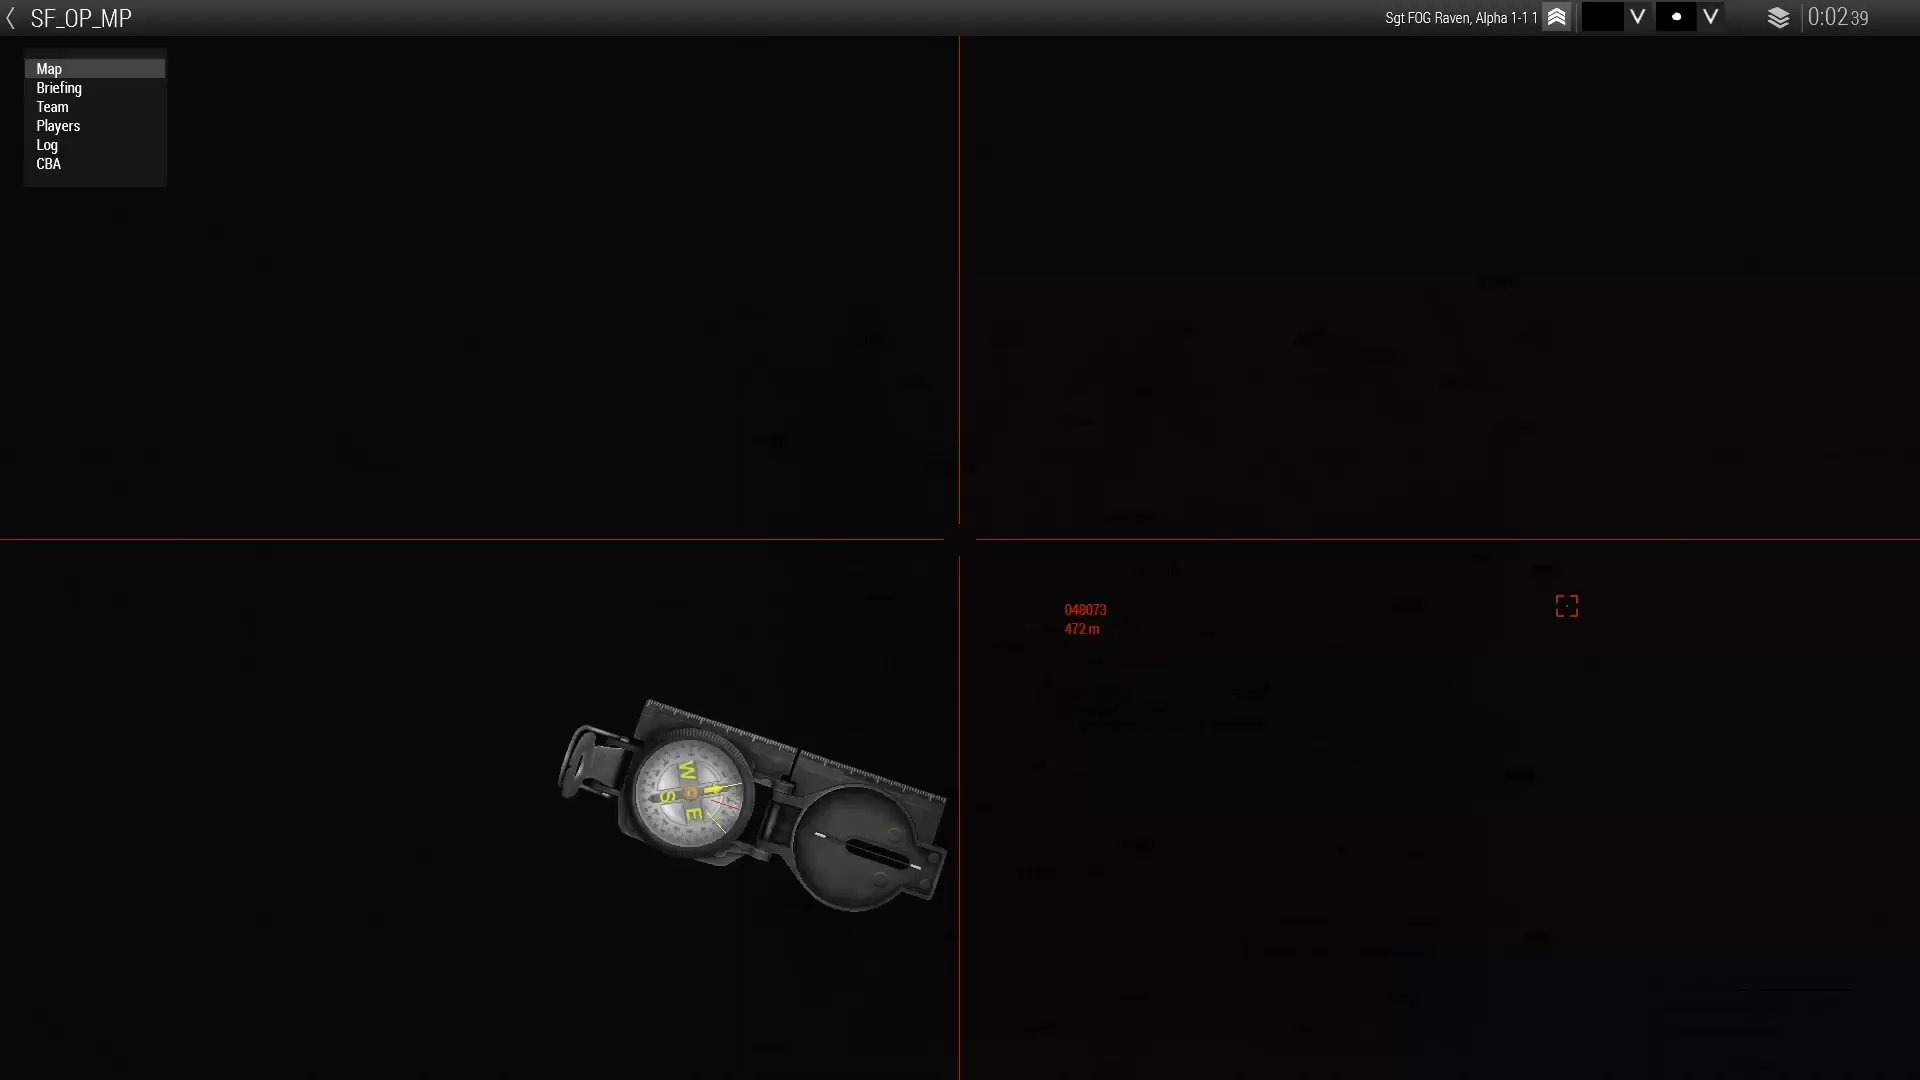 SF_OP_MP
Sgt FOG Raven, Alpha 1-1 1
0:02 39
Map
Briefing
Team
Players
Log
CBA
048073
472 m
W
S
E